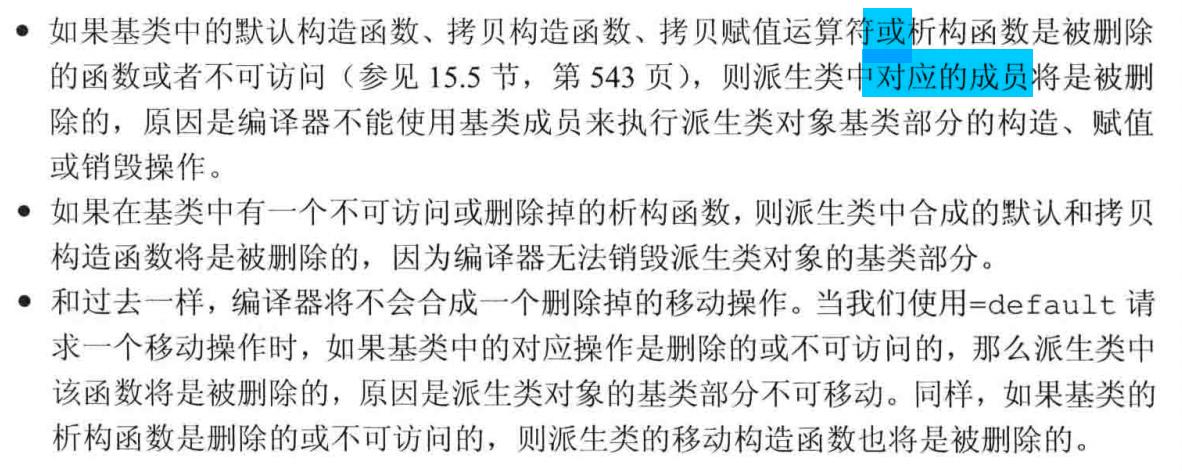 • 如果基类中的默认构造函数、拷贝构造函数、拷贝赋值运算符或析构函数是被删除
的函数或者不可访问（参见 15.5 节，第 543 页），则派生类中对应的成员将是被删
除的，原因是编译器不能使用基类成员来执行派生类对象基类部分的构造、赋值
或销毁操作。
• 如果在基类中有一个不可访问或删除掉的析构函数，则派生类中合成的默认和拷贝
构造函数将是被删除的，因为编译器无法销毁派生类对象的基类部分。
• 和过去一样，编译器将不会合成一个删除掉的移动操作。当我们使用=default 请
求一个移动操作时，如果基类中的对应操作是删除的或不可访问的，那么派生类中
该函数将是被删除的，原因是派生类对象的基类部分不可移动。同样，如果基类的
析构函数是删除的或不可访问的，则派生类的移动构造函数也将是被删除的。